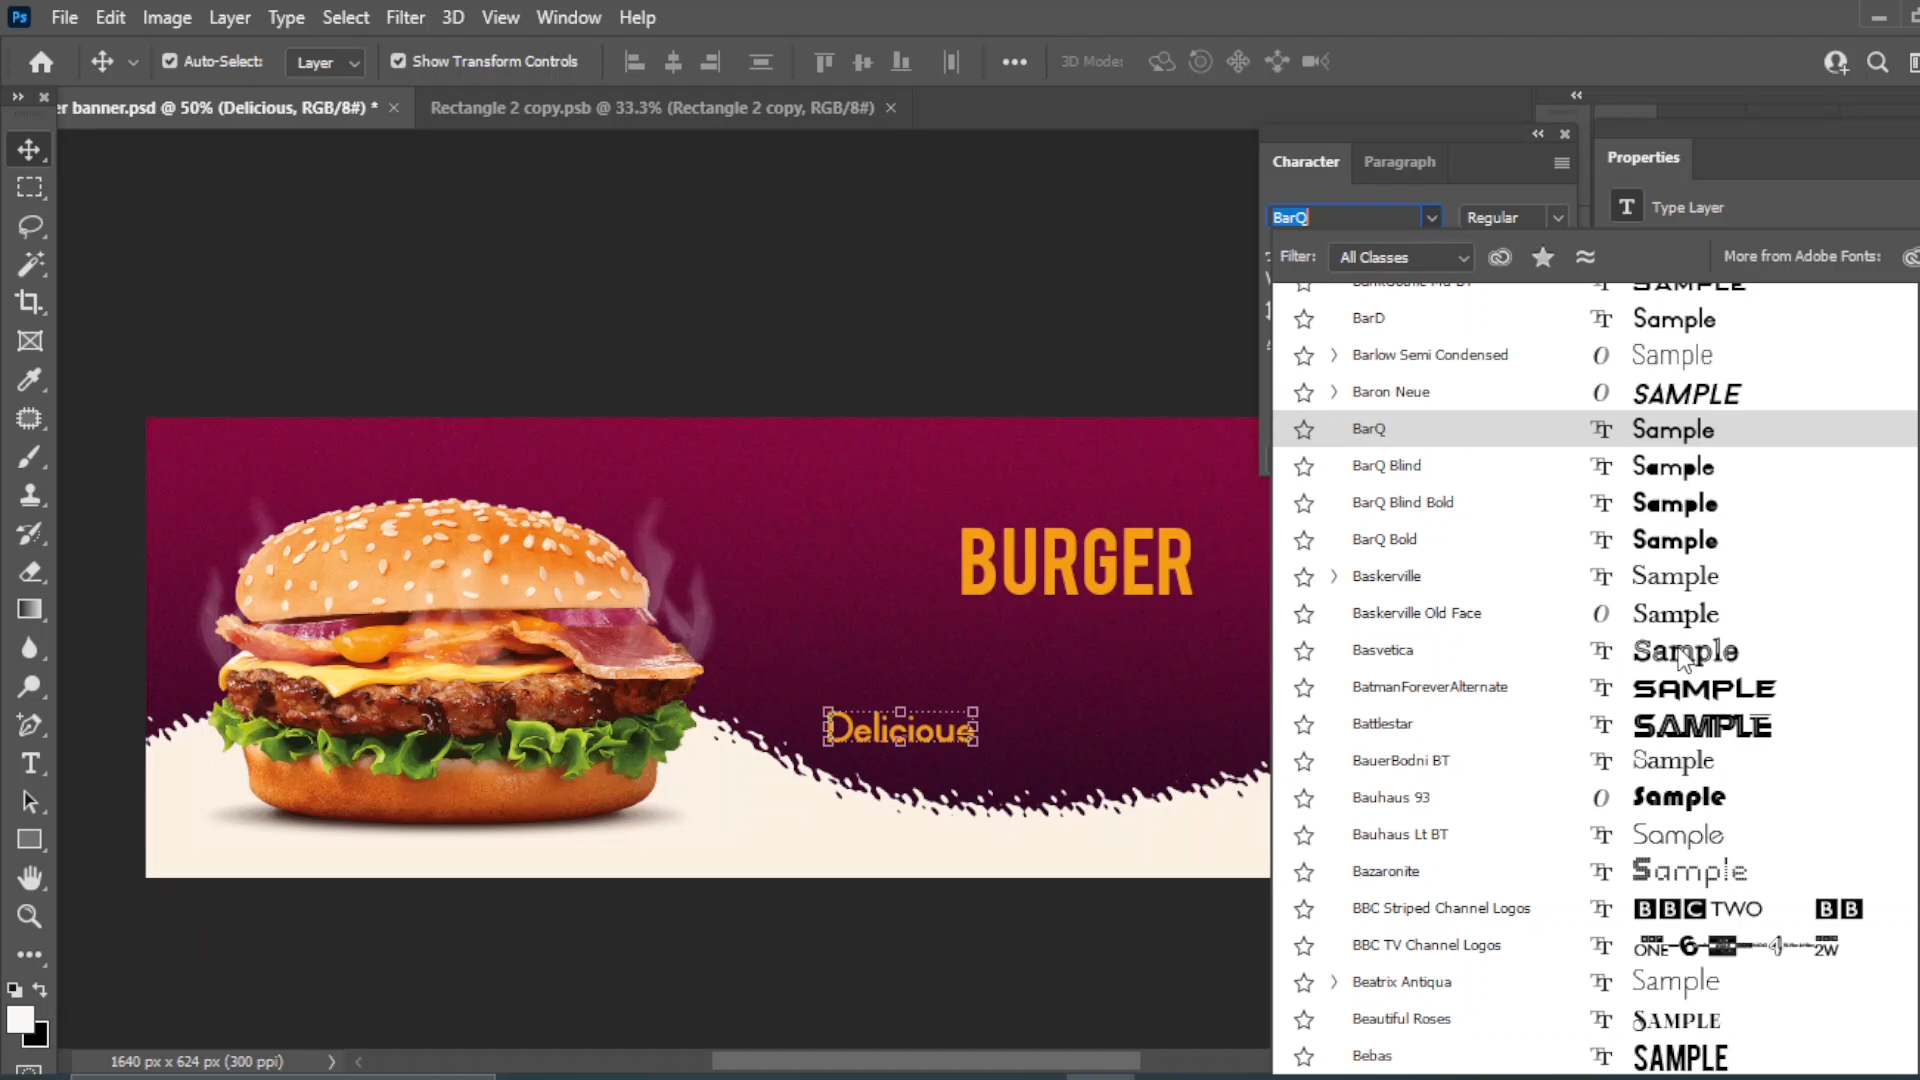 Ps File Edit Image Layer Type Select Filter 3D View Window Help
Auto-Select: Layer Show Transform Controls 3D Mode:
er banner.psd @ 50% (Delicious, RGB/8#) * Rectangle 2 copy.psb @ 33.3% (Rectangle 2 copy, RGB/8#)
Character Paragraph
Properties
BarQ Regular
T Type Layer
Filter: All Classes More from Adobe Fonts:
SAMPLE
BarD Sample
Barlow Semi Condensed Sample
Baron Neue SAMPLE
BarQ Sample
BarQ Blind Sample
BarQ Blind Bold Sample
BarQ Bold Sample
Baskerville Sample
Baskerville Old Face Sample
Basvetica Sample
BatmanForeverAlternate SAMPLE
Battlestar SAMPLE
BauerBodni BT Sample
Bauhaus 93 Sample
Bauhaus Lt BT Sample
Bazaronite Sample
BBC Striped Channel Logos BBC TWO BB
BBC TV Channel Logos ONE 6 4 2W
Beatrix Antiqua Sample
Beautiful Roses SAMPLE
Bebas SAMPLE
BURGER
Delicious
1640 px x 624 px (300 ppi)